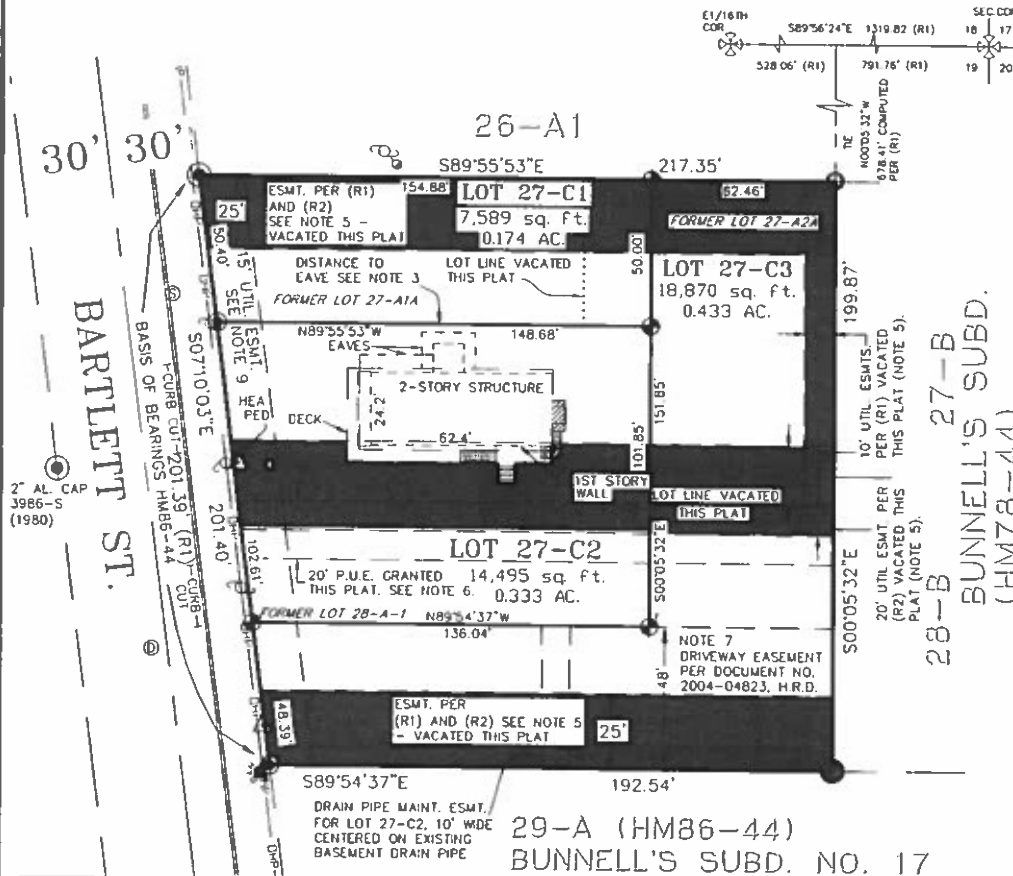 E1/16TH
COR
S89°56'24"E 1319.82 (R1)
SEC.COR
18 17
19 20
528.06' (R1)
791.76' (R1)
TIE
N00°05'32"W
678.41' COMPUTED
PER (R1)
26-A1
30' 30'
S89°55'53"E
217.35'
ESMT. PER (R1)
AND (R2)
SEE NOTE 5 -
VACATED THIS PLAT
154.88'
LOT 27-C1
7,589 sq. ft.
0.174 AC.
62.46'
FORMER LOT 27-A2A
25'
50.40'
15' UTIL. ESMT.
SEE NOTE 9
DISTANCE TO
EAVE SEE NOTE 3
LOT LINE VACATED
THIS PLAT
FORMER LOT 27-A1A
50.00'
LOT 27-C3
18,870 sq. ft.
0.433 AC.
199.87'
N89°55'53"W
148.68'
EAVES
2-STORY STRUCTURE
24.2'
62.4'
DECK
HEA
PED
151.85'
101.85'
1ST STORY
WALL
LOT LINE VACATED
THIS PLAT
10' UTIL. ESMTS.
PER (R1) VACATED
THIS PLAT (NOTE 5).
27-B
BUNNELL'S SUBD.
(HM78-44)
28-B
20' UTIL ESMT PER
(R2) VACATED THIS
PLAT (NOTE 5).
S00°05'32"E
BARTLETT ST.
BASIS OF BEARINGS HM86-44
CURB CUT
201.39' (R1)
CURB
CUT
S07°10'03"E
201.40'
S
D
2" AL. CAP
3986-S
(1980)
102.61'
LOT 27-C2
14,495 sq. ft.
0.333 AC.
20' P.U.E. GRANTED
THIS PLAT. SEE NOTE 6.
FORMER LOT 28-A-1
N89°54'37"W
136.04'
S00°05'32"E
48'
NOTE 7
DRIVEWAY EASEMENT
PER DOCUMENT NO.
2004-04823, H.R.D.
48.39'
ESMT. PER
(R1) AND (R2) SEE NOTE 5
- VACATED THIS PLAT
25'
S89°54'37"E
192.54'
DRAIN PIPE MAINT. ESMT.
FOR LOT 27-C2, 10' WIDE
CENTERED ON EXISTING
BASEMENT DRAIN PIPE
29-A (HM86-44)
BUNNELL'S SUBD. NO. 17
OHP